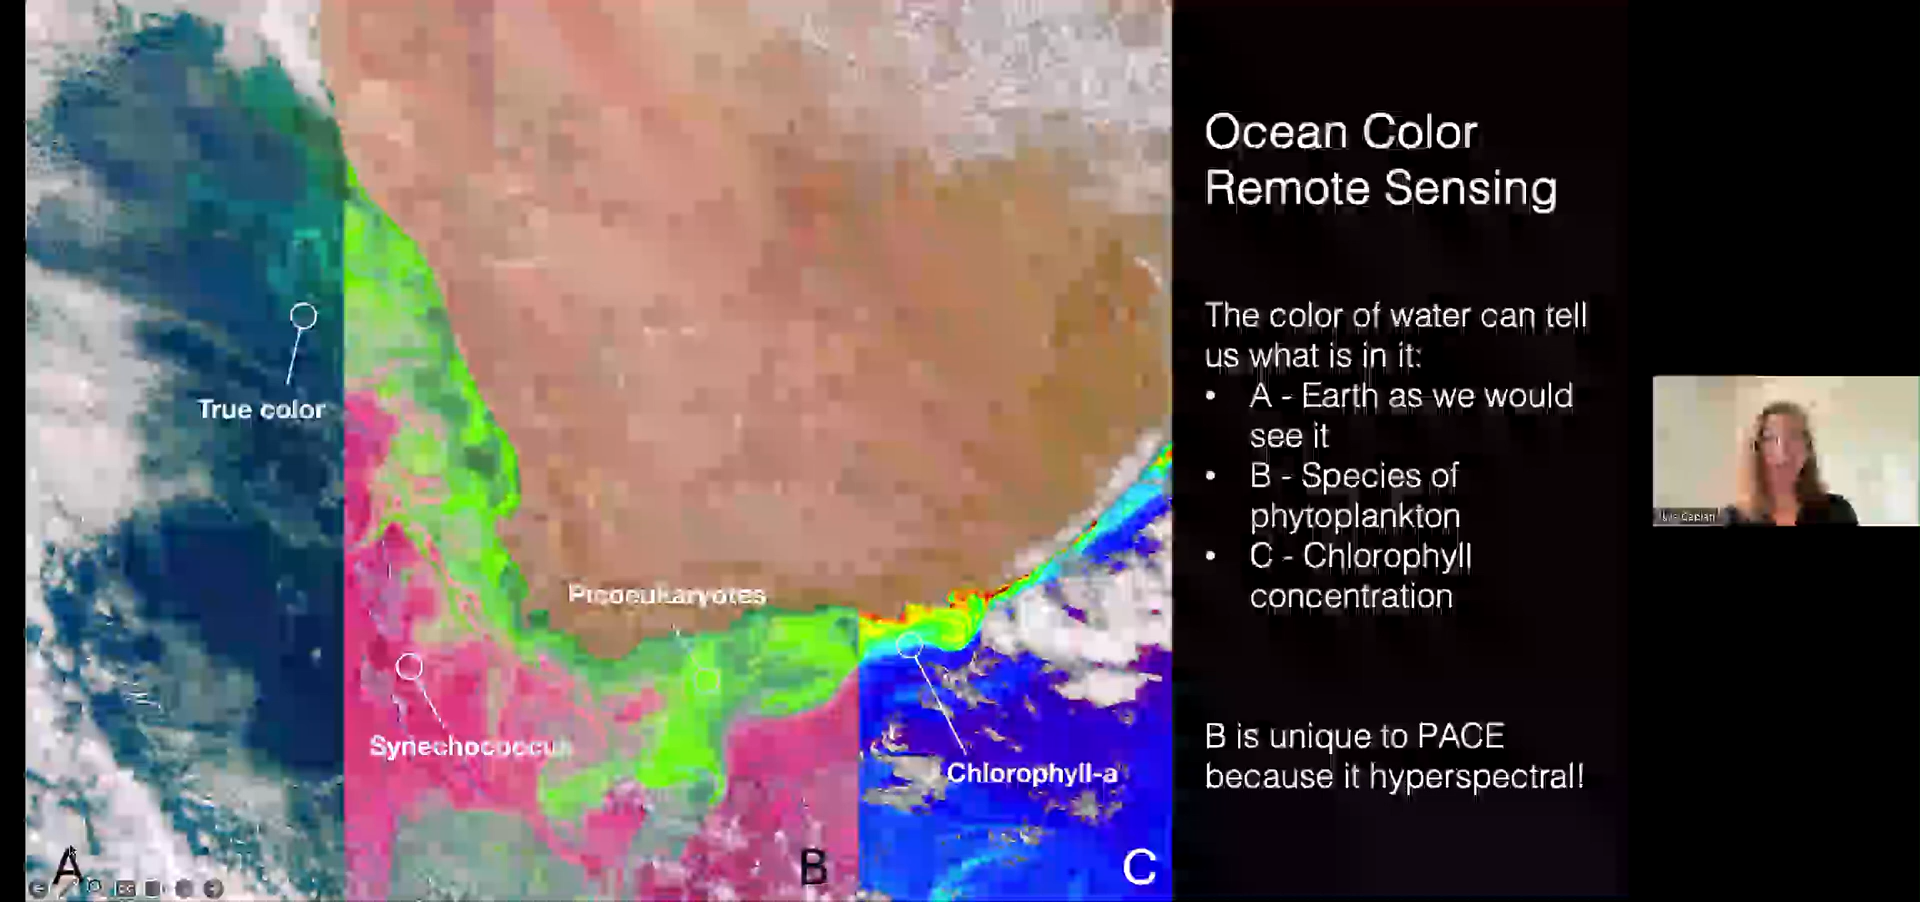 Ocean Color
Remote Sensing
The color of water can tell
us what is in it:
• A - Earth as we would
see it
• B - Species of
phytoplankton
• C - Chlorophyll
concentration
B is unique to PACE
because it hyperspectral!
True color
Picoeukaryotes
Synechococcus
Chlorophyll-a
A
B
C